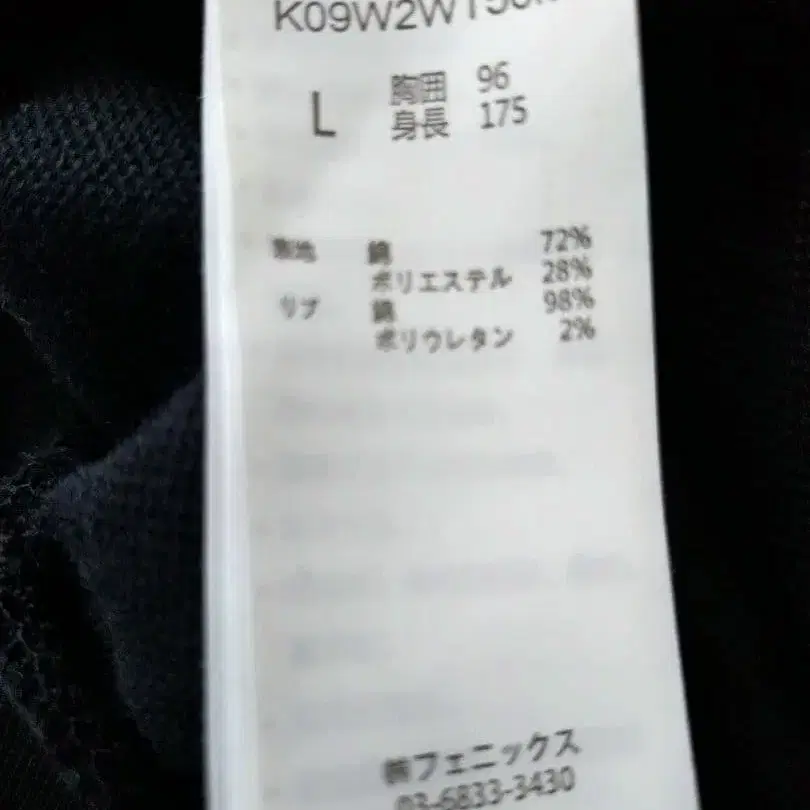 K09W2WT50
L 胸囲 96
身長 175
表地 綿 72%
ポリエステル 28%
リブ 綿 98%
ポリウレタン 2%
㈱フェニックス
03-6833-3430